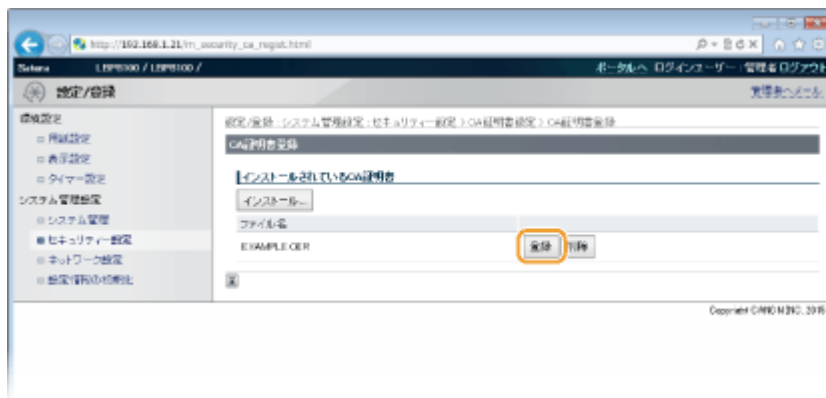 http://192.168.1.21/m_security_ca_regist.html
Satera LBP8100 / LBP8100 / ポータルへ ログインユーザー: 管理者 ログアウト
設定/登録 管理者へメール
環境設定
用紙設定
表示設定
タイマー設定
システム管理設定
システム管理
セキュリティー設定
ネットワーク設定
設定情報の初期化
設定/登録 : システム管理設定 : セキュリティー設定 > CA証明書設定 > CA証明書登録
CA証明書登録
インストールされているCA証明書
インストール...
ファイル名
EXAMPLE.CER 登録 削除
Copyright CANON INC. 2015